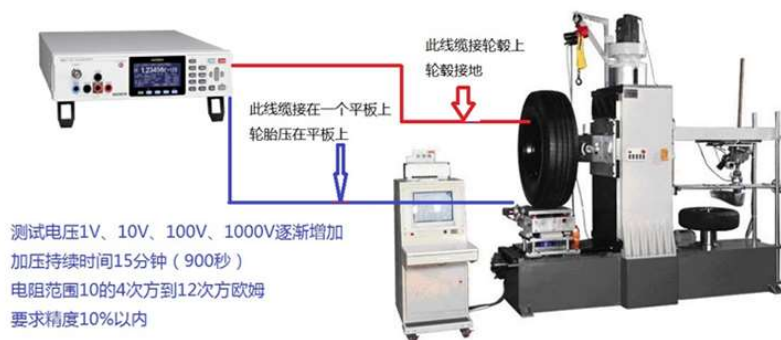 此线缆接轮毂上
轮毂接地
此线缆接在一个平板上
轮胎压在平板上
测试电压1V、10V、100V、1000V逐渐增加
加压持续时间15分钟（900秒）
电阻范围10的4次方到12次方欧姆
要求精度10%以内